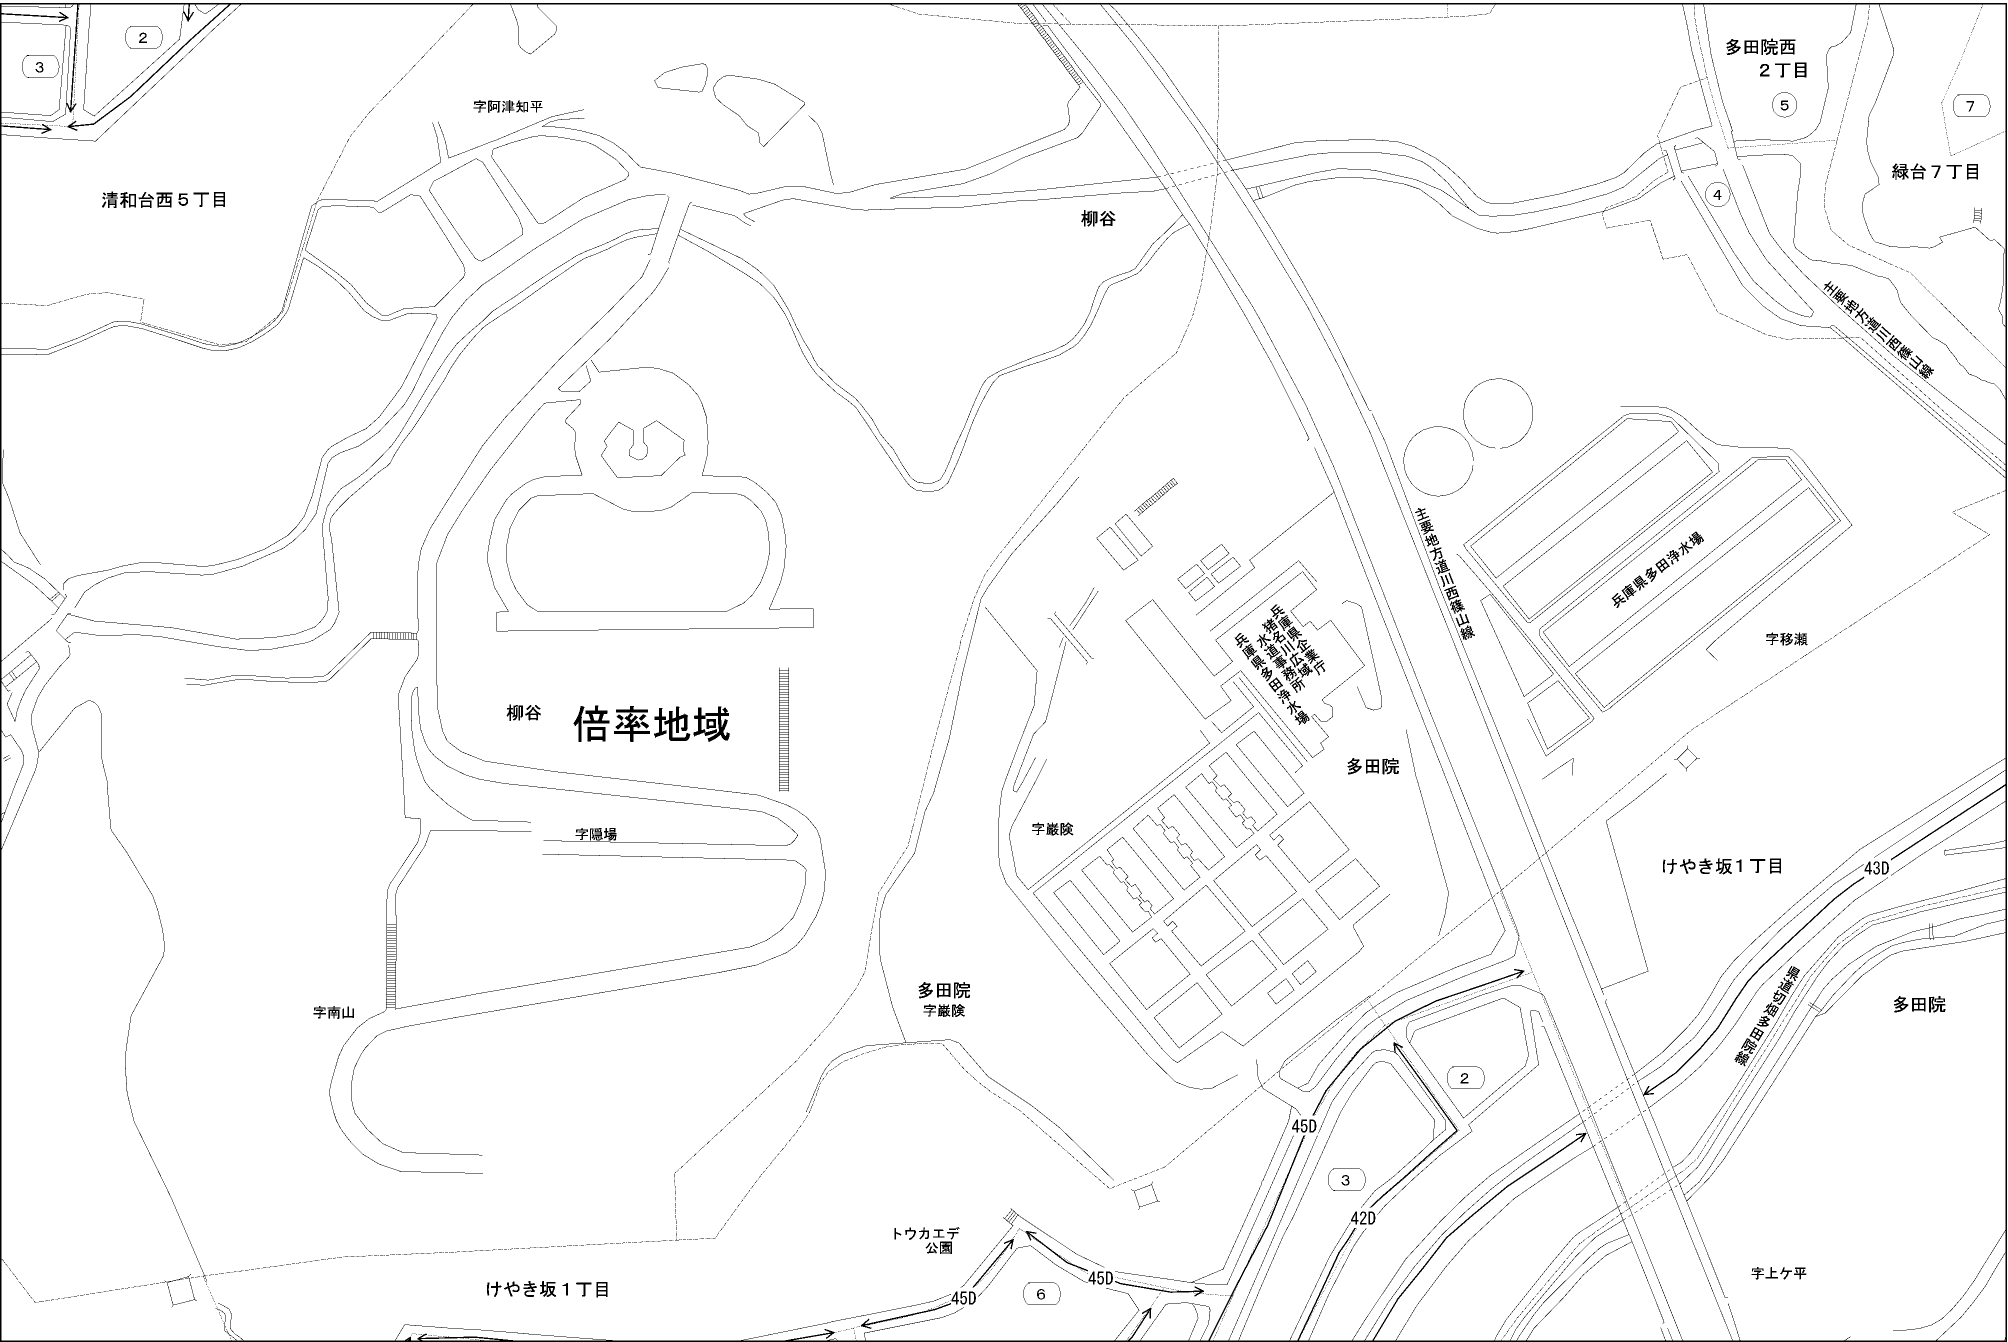 2
3
字阿津知平
清和台西5丁目
多田院西
2丁目
5
7
緑台7丁目
4
柳谷
主要地方道川西篠山線
主要地方道川西篠山線
兵庫県多田浄水場
字移瀬
兵庫県企業庁
猪名川広域
水道事務所
兵庫県多田浄水場
柳谷
倍率地域
多田院
字巌険
字隠場
けやき坂1丁目
43D
多田院
字巌険
字南山
県道切畑多田院線
多田院
2
45D
3
42D
トウカエデ
公園
45D
6
45D
けやき坂1丁目
字上ケ平